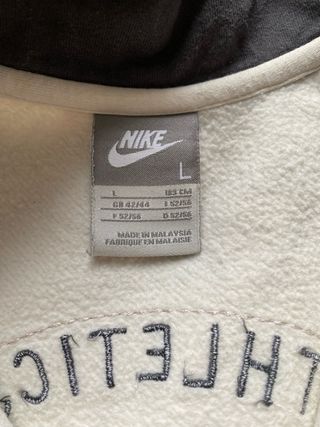 NIKE
L
L 183 CM
GB 42/44 I 52/56
F 52/56 D 52/56
MADE IN MALAYSIA
FABRIQUE EN MALAISIE
THLETIC